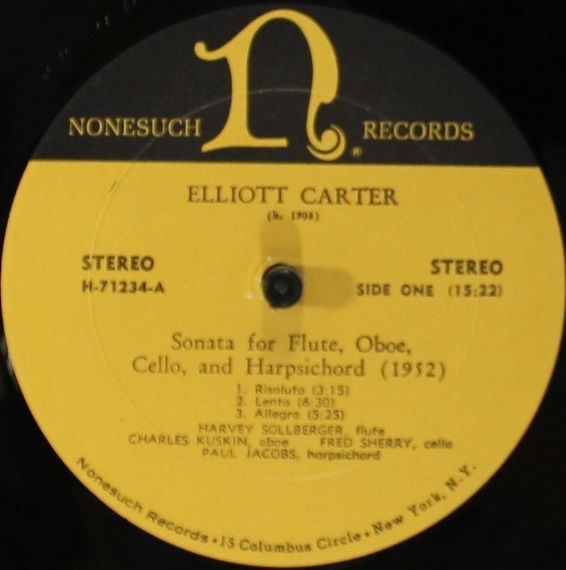 n
NONESUCH RECORDS
®
ELLIOTT CARTER
(b. 1908)
STEREO STEREO
H-71234-A SIDE ONE (15:22)
Sonata for Flute, Oboe,
Cello, and Harpsichord (1952)
1. Risoluto (3:15)
2. Lento (6:30)
3. Allegro (5:25)
HARVEY SOLLBERGER, flute
CHARLES KUSKIN, oboe FRED SHERRY, cello
PAUL JACOBS, harpsichord
Nonesuch Records • 15 Columbus Circle • New York, N.Y.